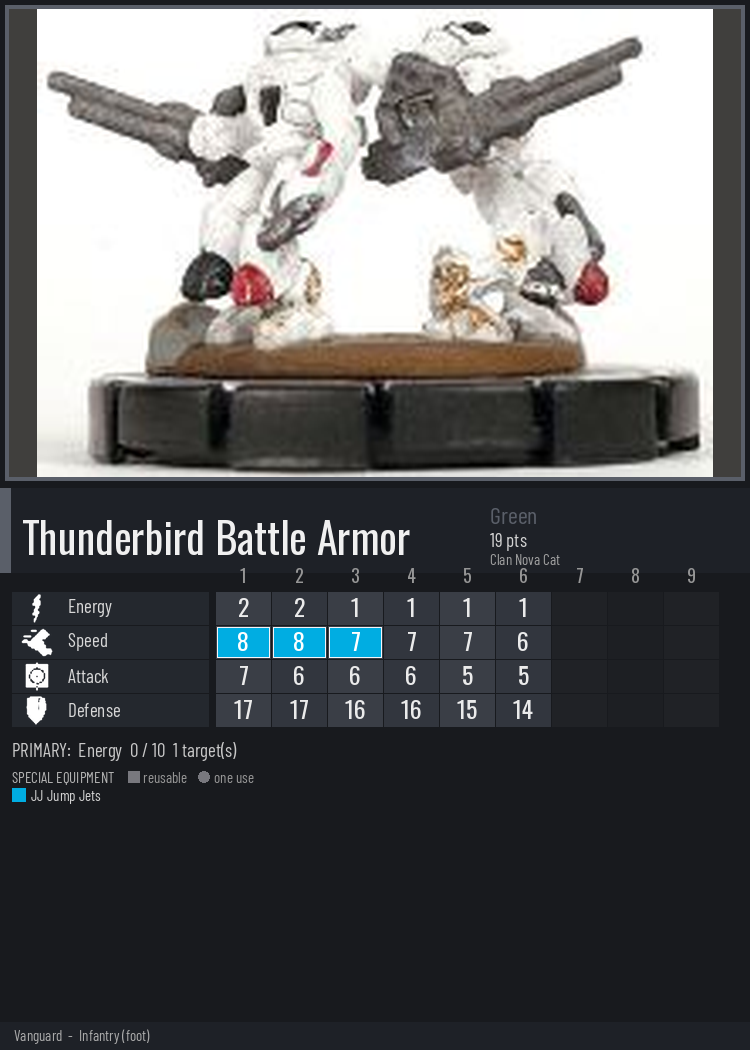 Thunderbird Battle Armor
Green
19 pts
Clan Nova Cat
1 2 3 4 5 6 7 8 9
Energy 2 2 1 1 1 1
Speed 8 8 7 7 7 6
Attack 7 6 6 6 5 5
Defense 17 17 16 16 15 14
PRIMARY: Energy 0 / 10 1 target(s)
SPECIAL EQUIPMENT reusable one use
JJ Jump Jets
Vanguard - Infantry (foot)